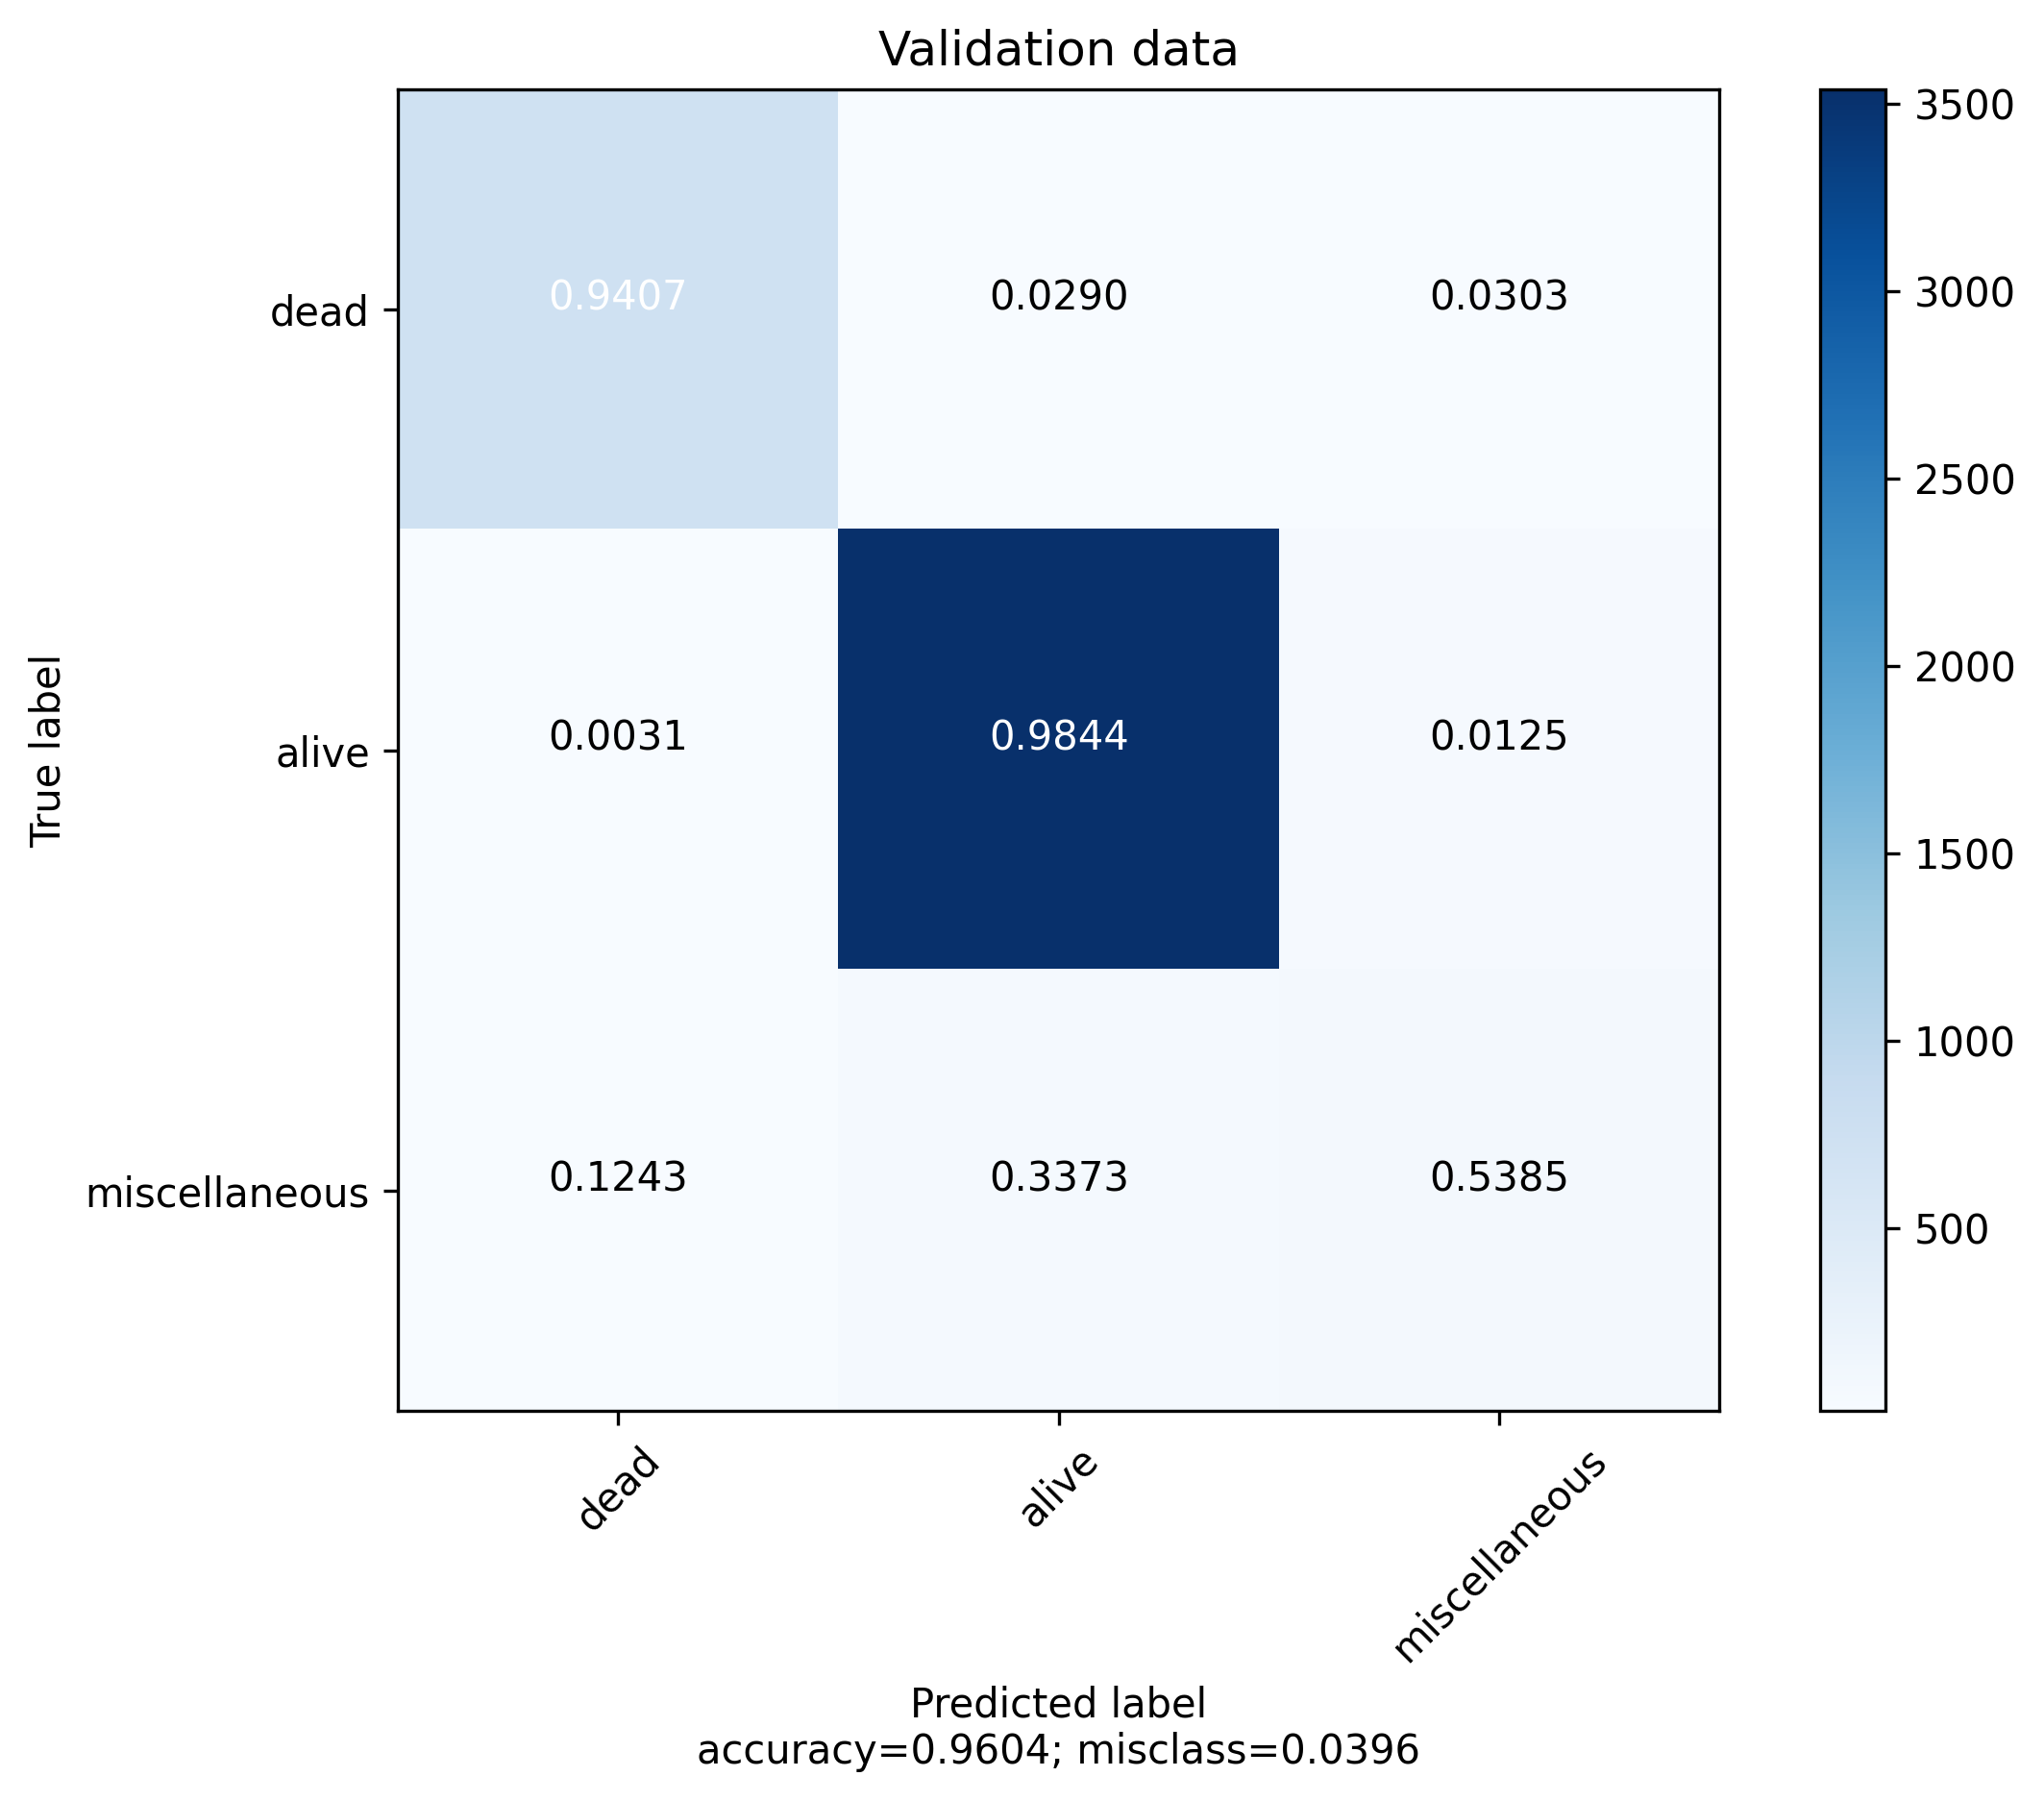 Validation data
3500
3000
2500
2000
1500
1000
500
True label
dead
0.9407
0.0290
0.0303
alive
0.0031
0.9844
0.0125
miscellaneous
0.1243
0.3373
0.5385
dead
alive
miscellaneous
Predicted label
accuracy=0.9604; misclass=0.0396